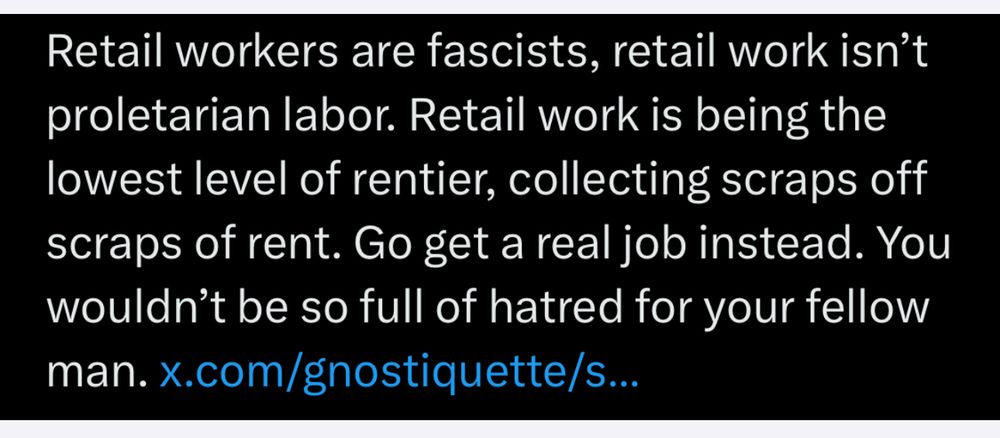 Retail workers are fascists, retail work isn’t
proletarian labor. Retail work is being the
lowest level of rentier, collecting scraps off
scraps of rent. Go get a real job instead. You
wouldn’t be so full of hatred for your fellow
man. x.com/gnostiquette/s...